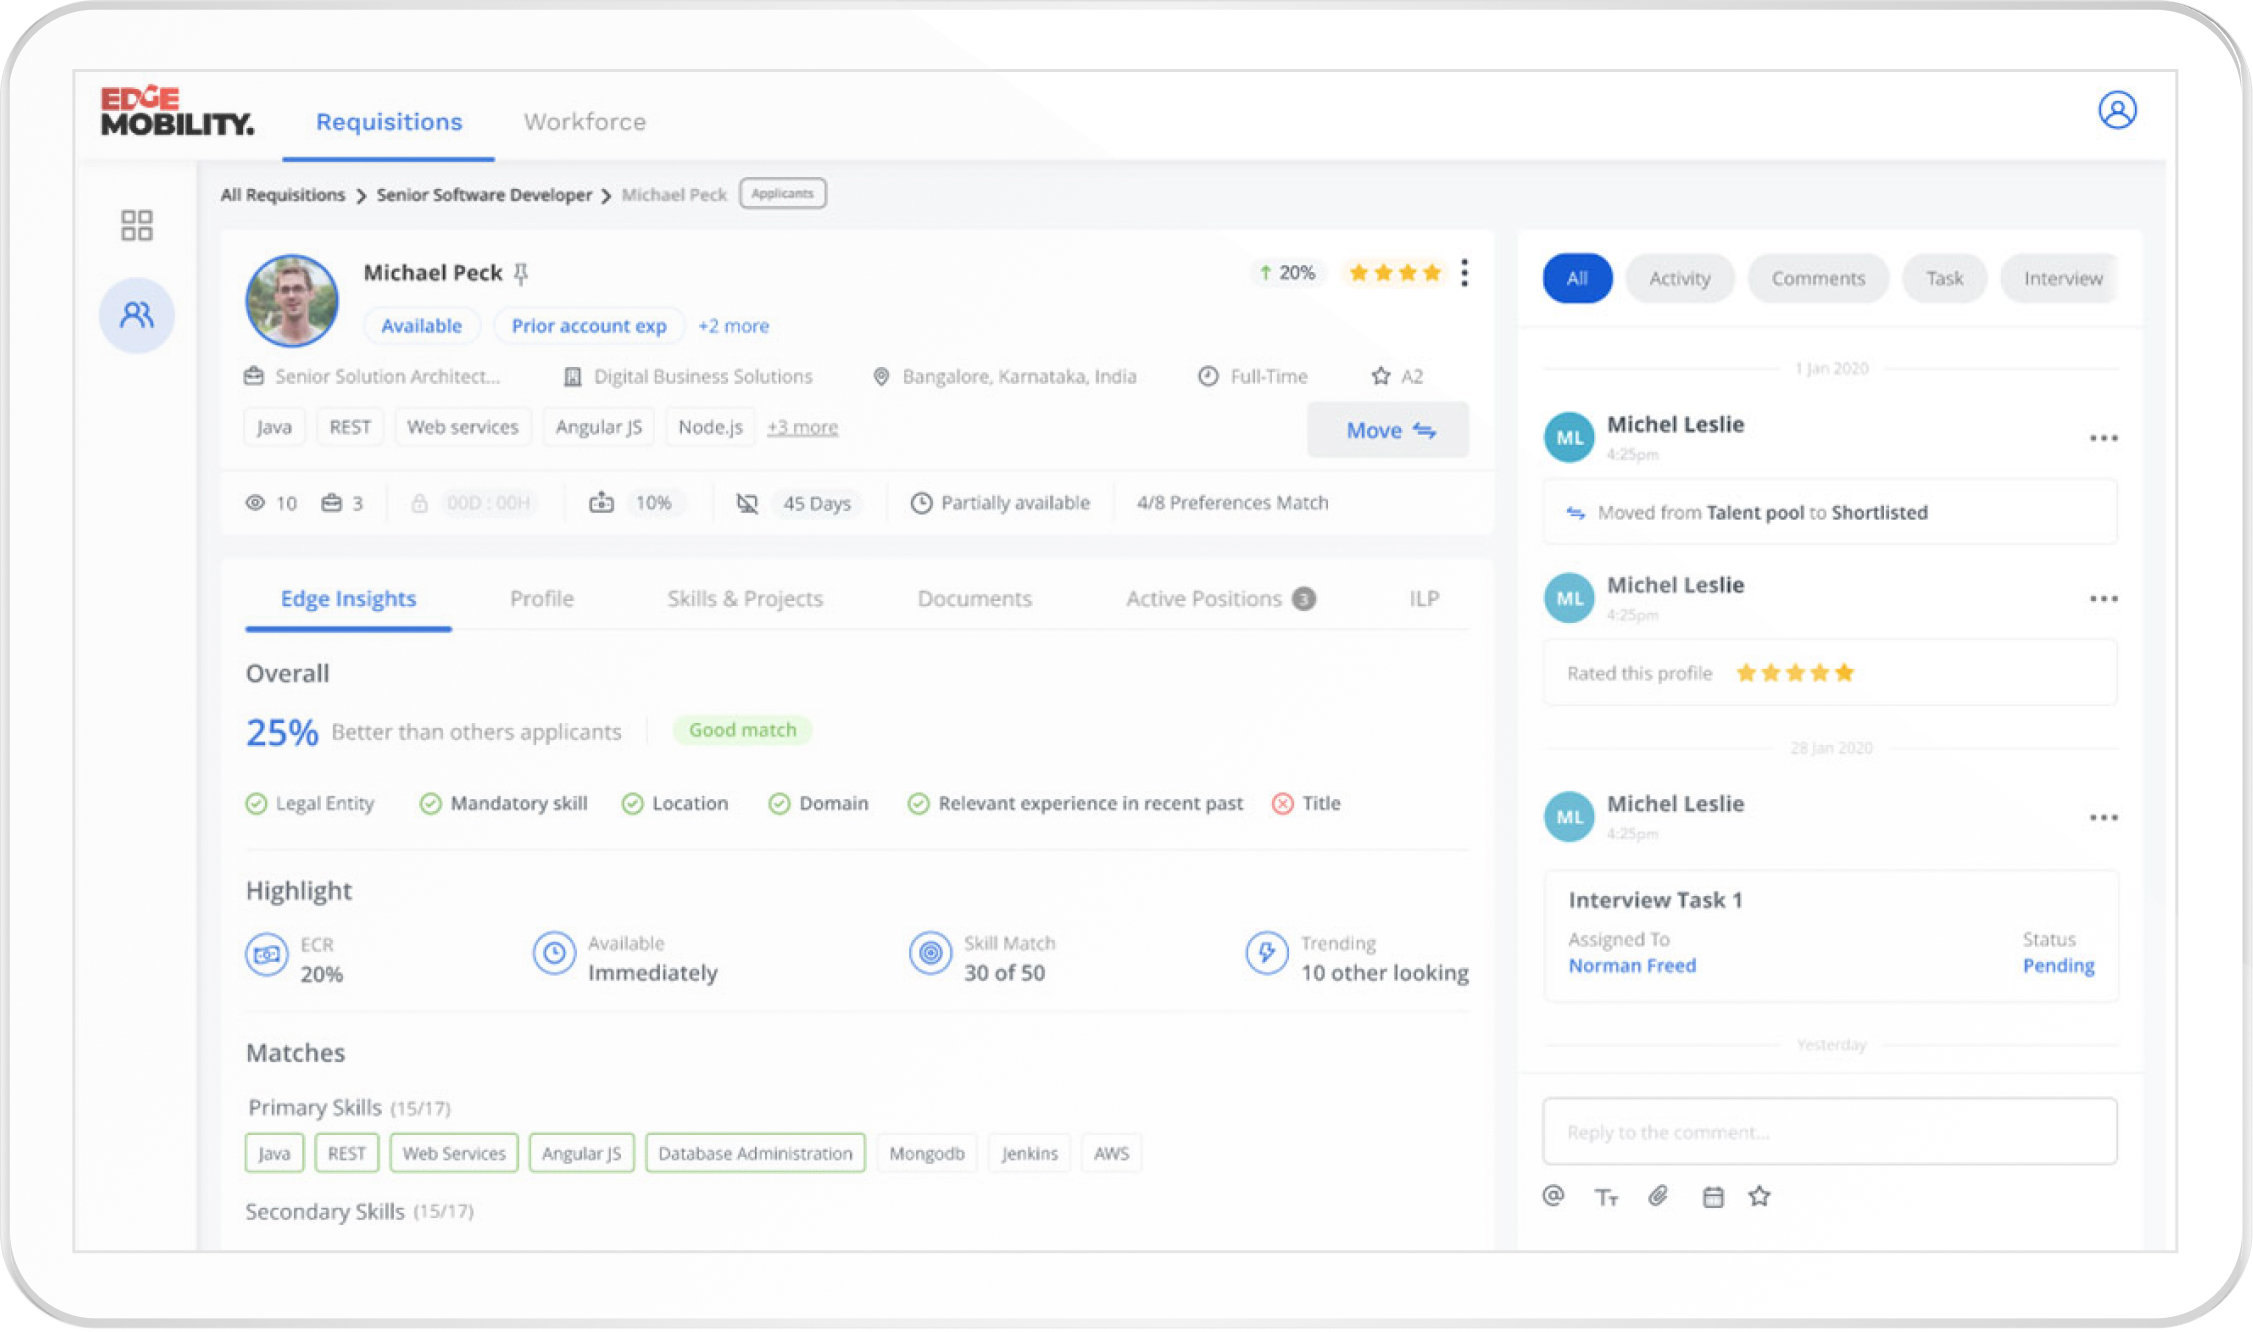 EDGE
MOBILITY.
Requisitions Workforce
All Requisitions > Senior Software Developer > Michael Peck Applicants
Michael Peck 20%
Available Prior account exp +2 more
Senior Solution Architect... Digital Business Solutions Bangalore, Karnataka, India Full-Time A2
Java REST Web services Angular JS Node.js +3 more
Move
10 3 00D : 00H 10% 45 Days Partially available 4/8 Preferences Match
Edge Insights Profile Skills & Projects Documents Active Positions 3 ILP
Overall
25% Better than others applicants Good match
Legal Entity Mandatory skill Location Domain Relevant experience in recent past Title
Highlight
ECR
20%
Available
Immediately
Skill Match
30 of 50
Trending
10 other looking
Matches
Primary Skills (15/17)
Java REST Web Services Angular JS Database Administration Mongodb Jenkins AWS
Secondary Skills (15/17)
All Activity Comments Task Interview
1 Jan 2020
ML Michel Leslie
4:25pm
Moved from Talent pool to Shortlisted
ML Michel Leslie
4:25pm
Rated this profile
28 Jan 2020
ML Michel Leslie
4:25pm
Interview Task 1
Assigned To Status
Norman Freed Pending
Yesterday
Reply to the comment...
@ TT